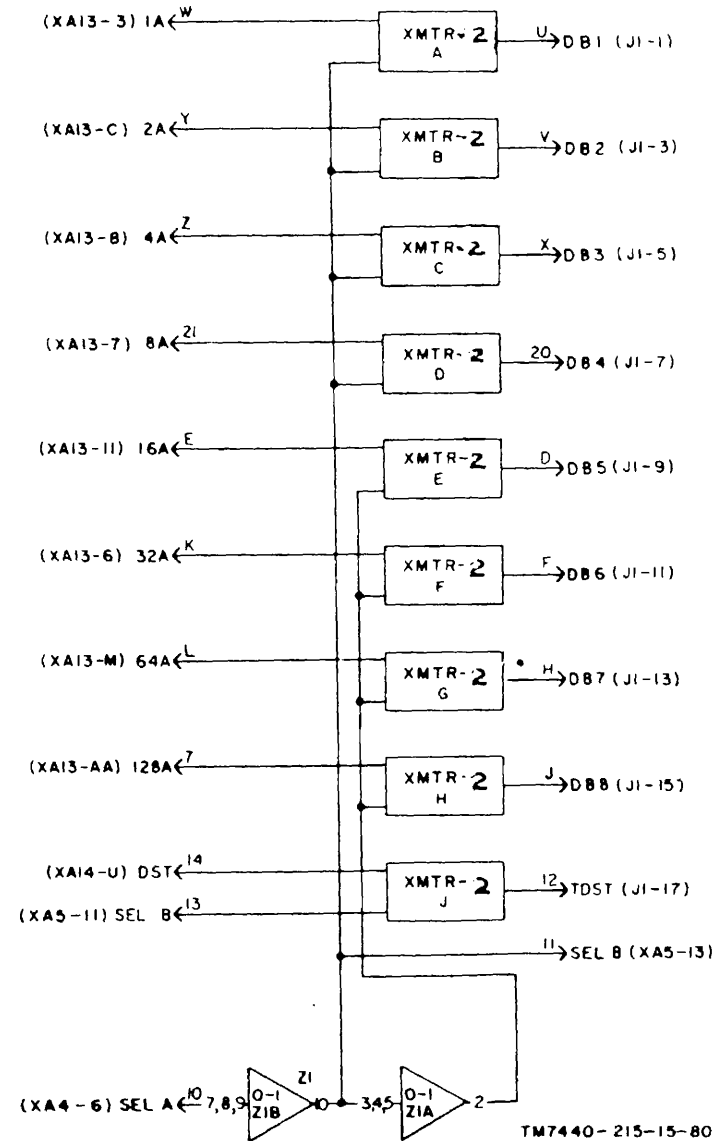 (XA13-3) 1A W XMTR-2 A U DB1 (J1-1)
(XA13-C) 2A Y XMTR-2 B V DB2 (J1-3)
(XA13-8) 4A Z XMTR-2 C X DB3 (J1-5)
(XA13-7) 8A 21 XMTR-2 D 20 DB4 (J1-7)
(XA13-11) 16A E XMTR-2 E D DB5 (J1-9)
(XA13-6) 32A K XMTR-2 F F DB6 (J1-11)
(XA13-M) 64A L XMTR-2 G H DB7 (J1-13)
(XA13-AA) 128A 7 XMTR-2 H J DB8 (J1-15)
(XA14-U) DST 14 XMTR-2 J 12 TDST (J1-17)
(XA5-11) SEL B 13
11 SEL B (XA5-13)
Z1
(XA4-6) SEL A 10 7,8,9 0-1 Z1B 10 3,4,5 0-1 Z1A 2
TM7440-215-15-80